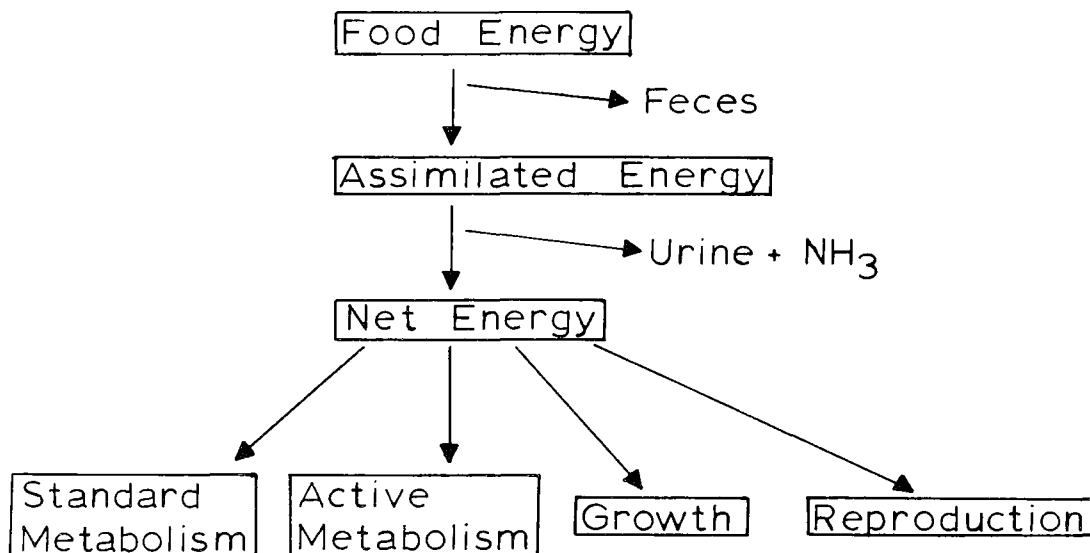 Food Energy
Feces
Assimilated Energy
Urine + NH3
Net Energy
Standard
Metabolism
Active
Metabolism
Growth
Reproduction